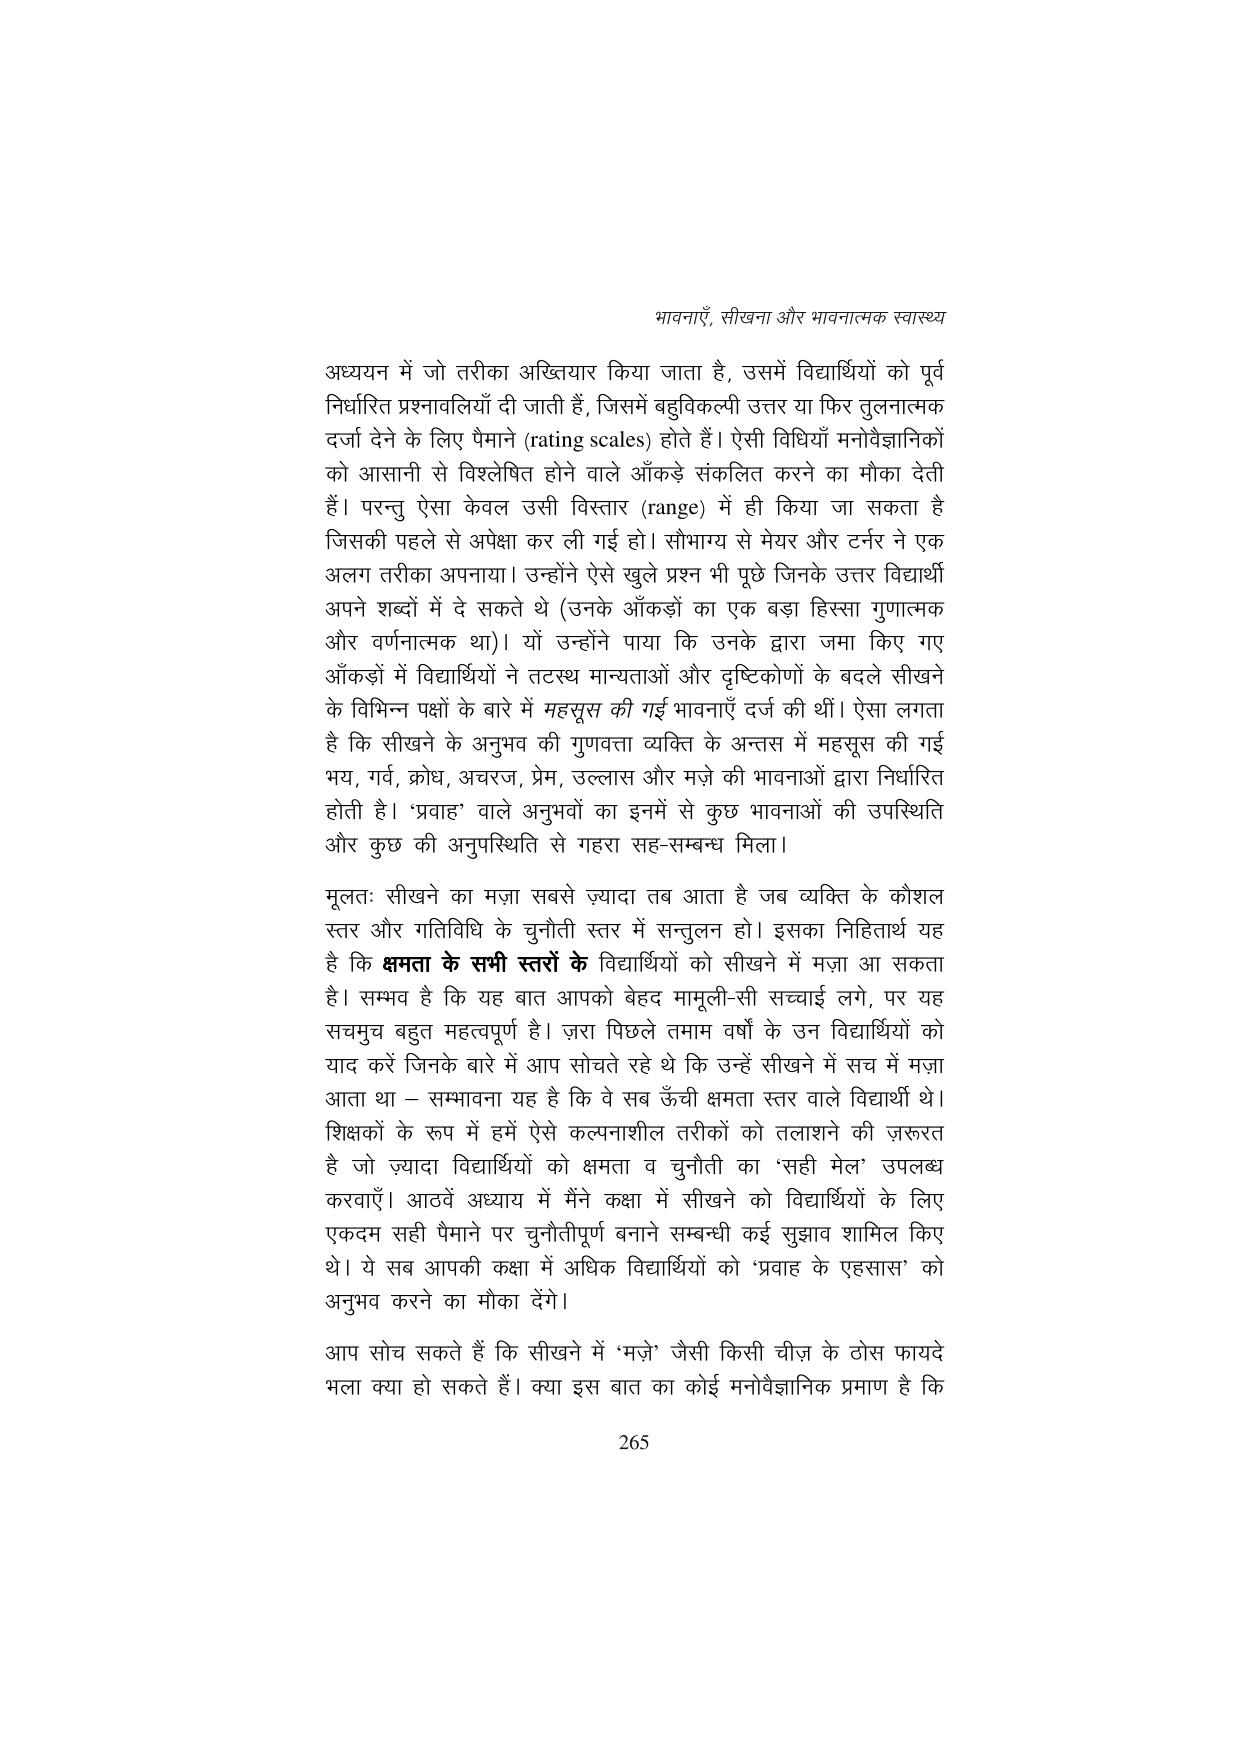 भावनाएँ, सीखना और भावनात्मक स्वास्थ्य
अध्ययन में जो तरीका अख्तियार किया जाता है, उसमें विद्यार्थियों को पूर्व
निर्धारित प्रश्नावलियाँ दी जाती हैं, जिसमें बहुविकल्पी उत्तर या फिर तुलनात्मक
दर्जा देने के लिए पैमाने (rating scales) होते हैं। ऐसी विधियाँ मनोवैज्ञानिकों
को आसानी से विश्लेषित होने वाले आँकड़े संकलित करने का मौका देती
हैं। परन्तु ऐसा केवल उसी विस्तार (range) में ही किया जा सकता है
जिसकी पहले से अपेक्षा कर ली गई हो। सौभाग्य से मेयर और टर्नर ने एक
अलग तरीका अपनाया। उन्होंने ऐसे खुले प्रश्न भी पूछे जिनके उत्तर विद्यार्थी
अपने शब्दों में दे सकते थे (उनके आँकड़ों का एक बड़ा हिस्सा गुणात्मक
और वर्णनात्मक था)। यों उन्होंने पाया कि उनके द्वारा जमा किए गए
आँकड़ों में विद्यार्थियों ने तटस्थ मान्यताओं और दृष्टिकोणों के बदले सीखने
के विभिन्न पक्षों के बारे में महसूस की गई भावनाएँ दर्ज की थीं। ऐसा लगता
है कि सीखने के अनुभव की गुणवत्ता व्यक्ति के अन्तस में महसूस की गई
भय, गर्व, क्रोध, अचरज, प्रेम, उल्लास और मज़े की भावनाओं द्वारा निर्धारित
होती है। ‘प्रवाह’ वाले अनुभवों का इनमें से कुछ भावनाओं की उपस्थिति
और कुछ की अनुपस्थिति से गहरा सह-सम्बन्ध मिला।
मूलतः सीखने का मज़ा सबसे ज़्यादा तब आता है जब व्यक्ति के कौशल
स्तर और गतिविधि के चुनौती स्तर में सन्तुलन हो। इसका निहितार्थ यह
है कि क्षमता के सभी स्तरों के विद्यार्थियों को सीखने में मज़ा आ सकता
है। सम्भव है कि यह बात आपको बेहद मामूली-सी सच्चाई लगे, पर यह
सचमुच बहुत महत्वपूर्ण है। ज़रा पिछले तमाम वर्षों के उन विद्यार्थियों को
याद करें जिनके बारे में आप सोचते रहे थे कि उन्हें सीखने में सच में मज़ा
आता था – सम्भावना यह है कि वे सब ऊँची क्षमता स्तर वाले विद्यार्थी थे।
शिक्षकों के रूप में हमें ऐसे कल्पनाशील तरीकों को तलाशने की ज़रूरत
है जो ज़्यादा विद्यार्थियों को क्षमता व चुनौती का ‘सही मेल’ उपलब्ध
करवाएँ। आठवें अध्याय में मैंने कक्षा में सीखने को विद्यार्थियों के लिए
एकदम सही पैमाने पर चुनौतीपूर्ण बनाने सम्बन्धी कई सुझाव शामिल किए
थे। ये सब आपकी कक्षा में अधिक विद्यार्थियों को ‘प्रवाह के एहसास’ को
अनुभव करने का मौका देंगे।
आप सोच सकते हैं कि सीखने में ‘मज़े’ जैसी किसी चीज़ के ठोस फायदे
भला क्या हो सकते हैं। क्या इस बात का कोई मनोवैज्ञानिक प्रमाण है कि
265